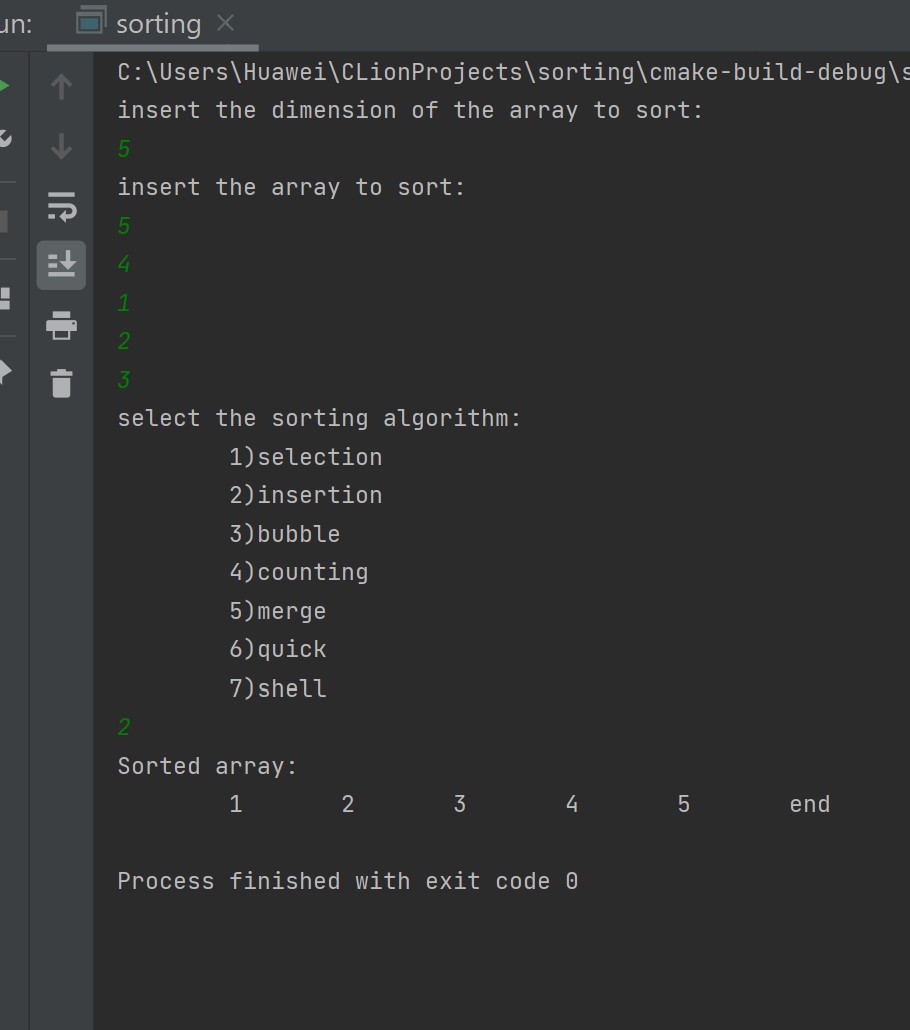 sorting
C:\Users\Huawei\CLionProjects\sorting\cmake-build-debug\
insert the dimension of the array to sort:
5
insert the array to sort:
5
4
1
2
3
select the sorting algorithm:
1)selection
2)insertion
3)bubble
4)counting
5)merge
6)quick
7)shell
2
Sorted array:
1 2 3 4 5 end
Process finished with exit code 0